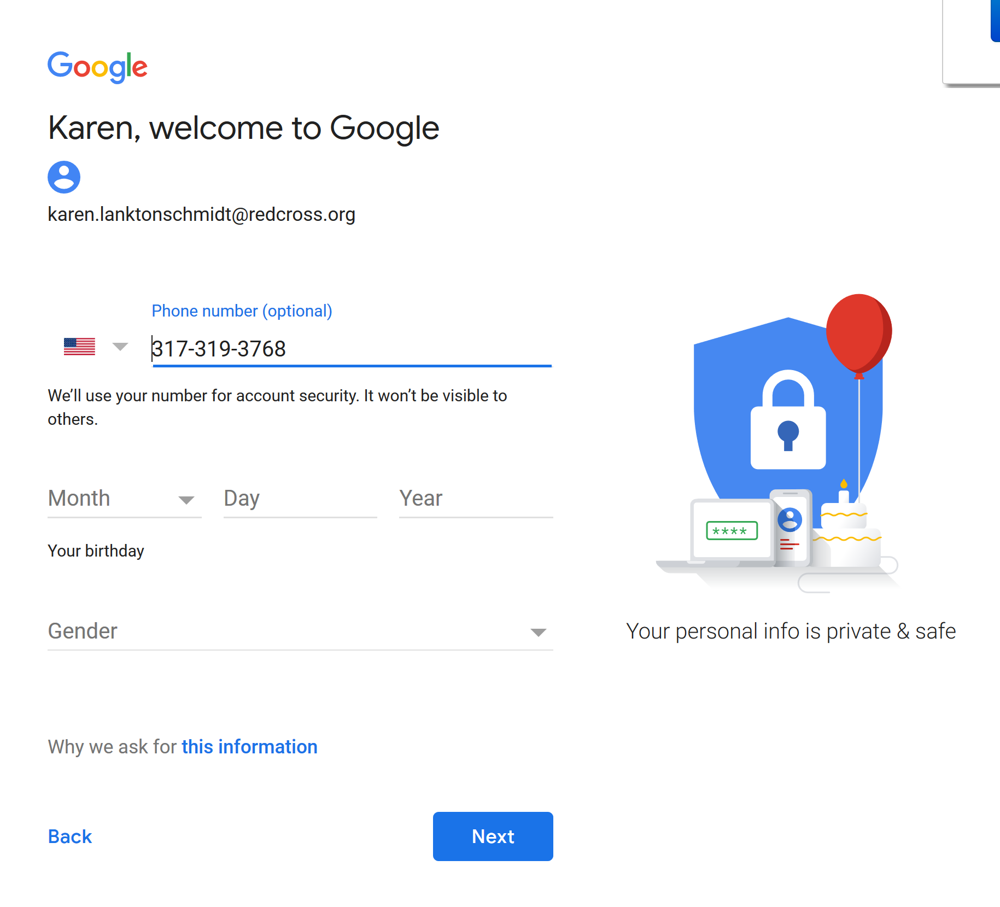 Google
Karen, welcome to Google
karen.lanktonschmidt@redcross.org
Phone number (optional)
317-319-3768
We’ll use your number for account security. It won’t be visible to
others.
Month Day Year
Your birthday
****
Gender
Your personal info is private & safe
Why we ask for this information
Back Next